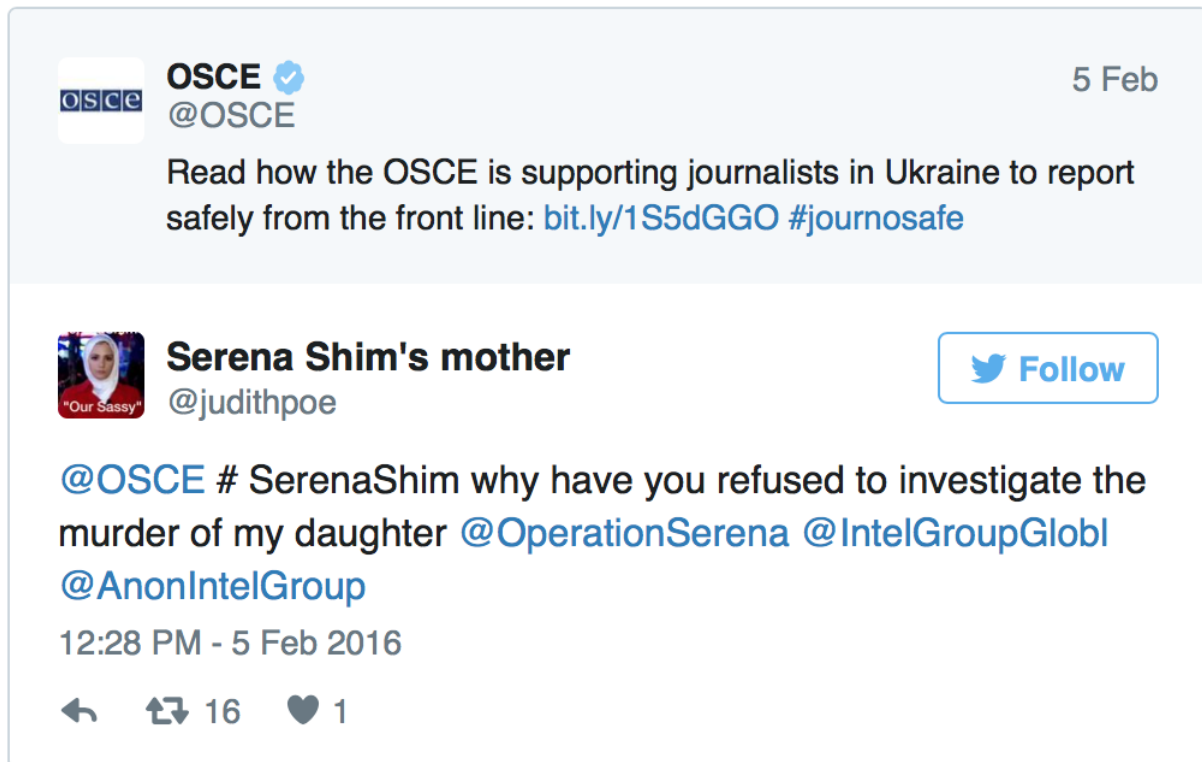 OSCE
osce
@OSCE
5 Feb
Read how the OSCE is supporting journalists in Ukraine to report
safely from the front line: bit.ly/1S5dGGO #journosafe
Serena Shim's mother
"Our Sassy"
@judithpoe
Follow
@OSCE # SerenaShim why have you refused to investigate the
murder of my daughter @OperationSerena @IntelGroupGlobl
@AnonIntelGroup
12:28 PM - 5 Feb 2016
16 1